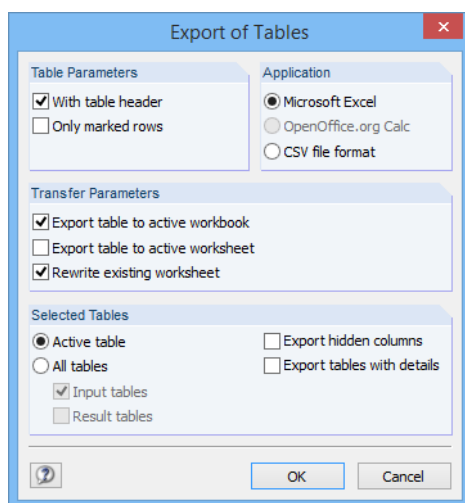 Export of Tables
Table Parameters
With table header
Only marked rows
Application
Microsoft Excel
OpenOffice.org Calc
CSV file format
Transfer Parameters
Export table to active workbook
Export table to active worksheet
Rewrite existing worksheet
Selected Tables
Active table
All tables
Input tables
Result tables
Export hidden columns
Export tables with details
OK
Cancel